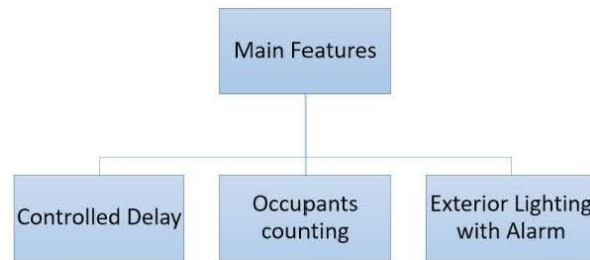 Main Features
Controlled Delay
Occupants
counting
Exterior Lighting
with Alarm